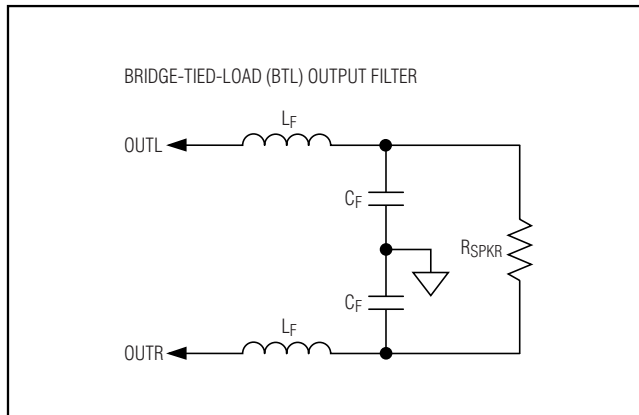 BRIDGE-TIED-LOAD (BTL) OUTPUT FILTER
LF
OUTL
CF
RSPKR
CF
LF
OUTR